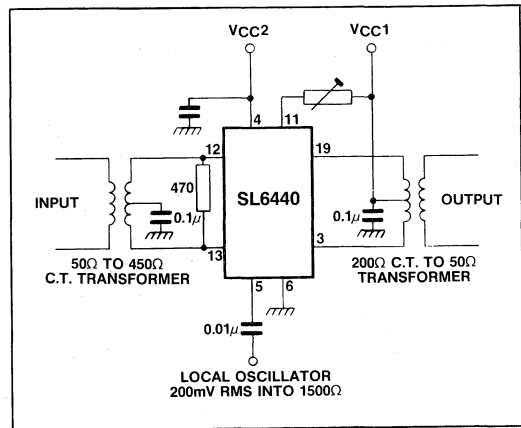 VCC2
VCC1
4
11
12
19
470
SL6440
INPUT
0.1μ
0.1μ
OUTPUT
13
3
50Ω TO 450Ω
C.T. TRANSFORMER
5
6
200Ω C.T. TO 50Ω
TRANSFORMER
0.01μ
LOCAL OSCILLATOR
200mV RMS INTO 1500Ω